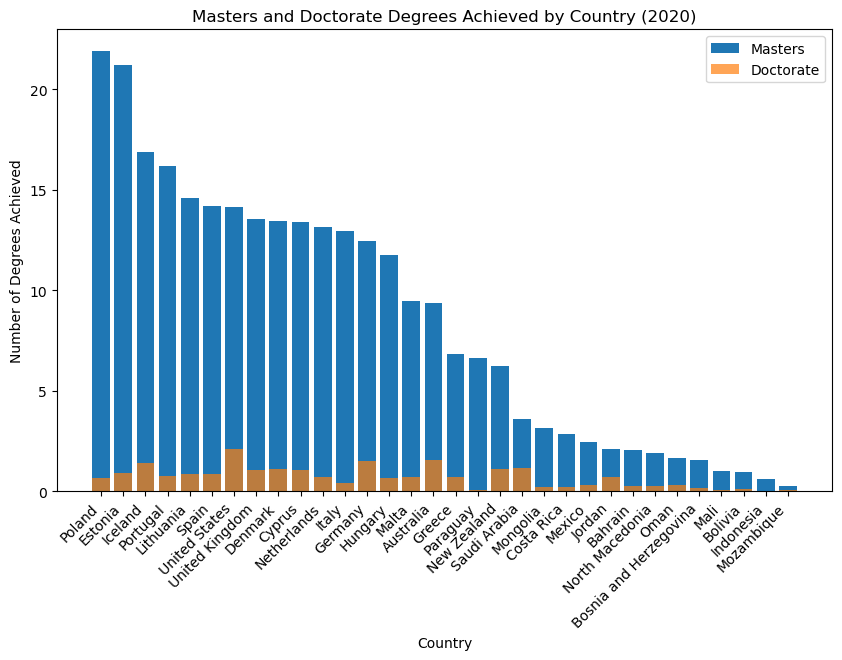 Masters and Doctorate Degrees Achieved by Country (2020)
Masters
Doctorate
Number of Degrees Achieved
20
15
10
5
0
Poland
Estonia
Iceland
Portugal
Lithuania
Spain
United States
United Kingdom
Denmark
Cyprus
Netherlands
Italy
Germany
Hungary
Malta
Australia
Greece
Paraguay
New Zealand
Saudi Arabia
Mongolia
Costa Rica
Mexico
Jordan
Bahrain
North Macedonia
Oman
Bosnia and Herzegovina
Mali
Bolivia
Indonesia
Mozambique
Country